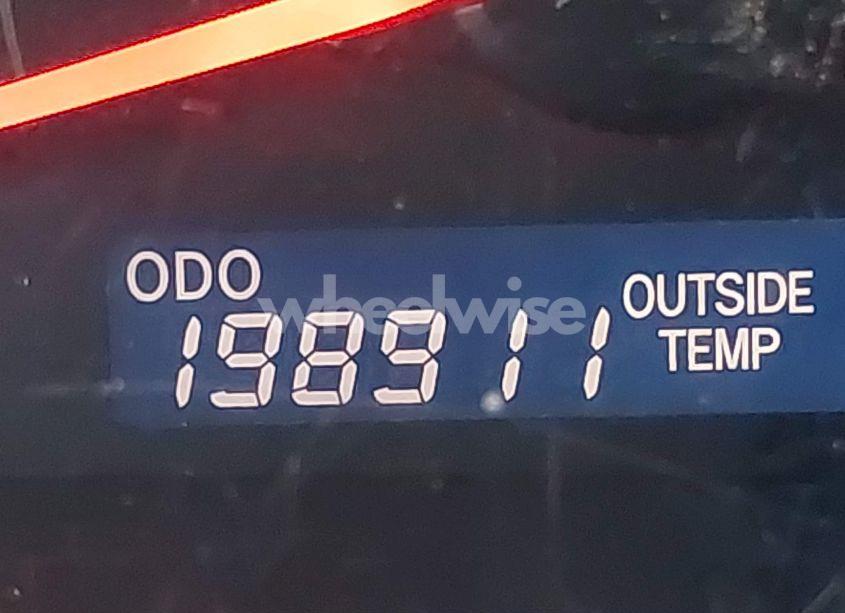 ODO
wheelwise
OUTSIDE
TEMP
198911